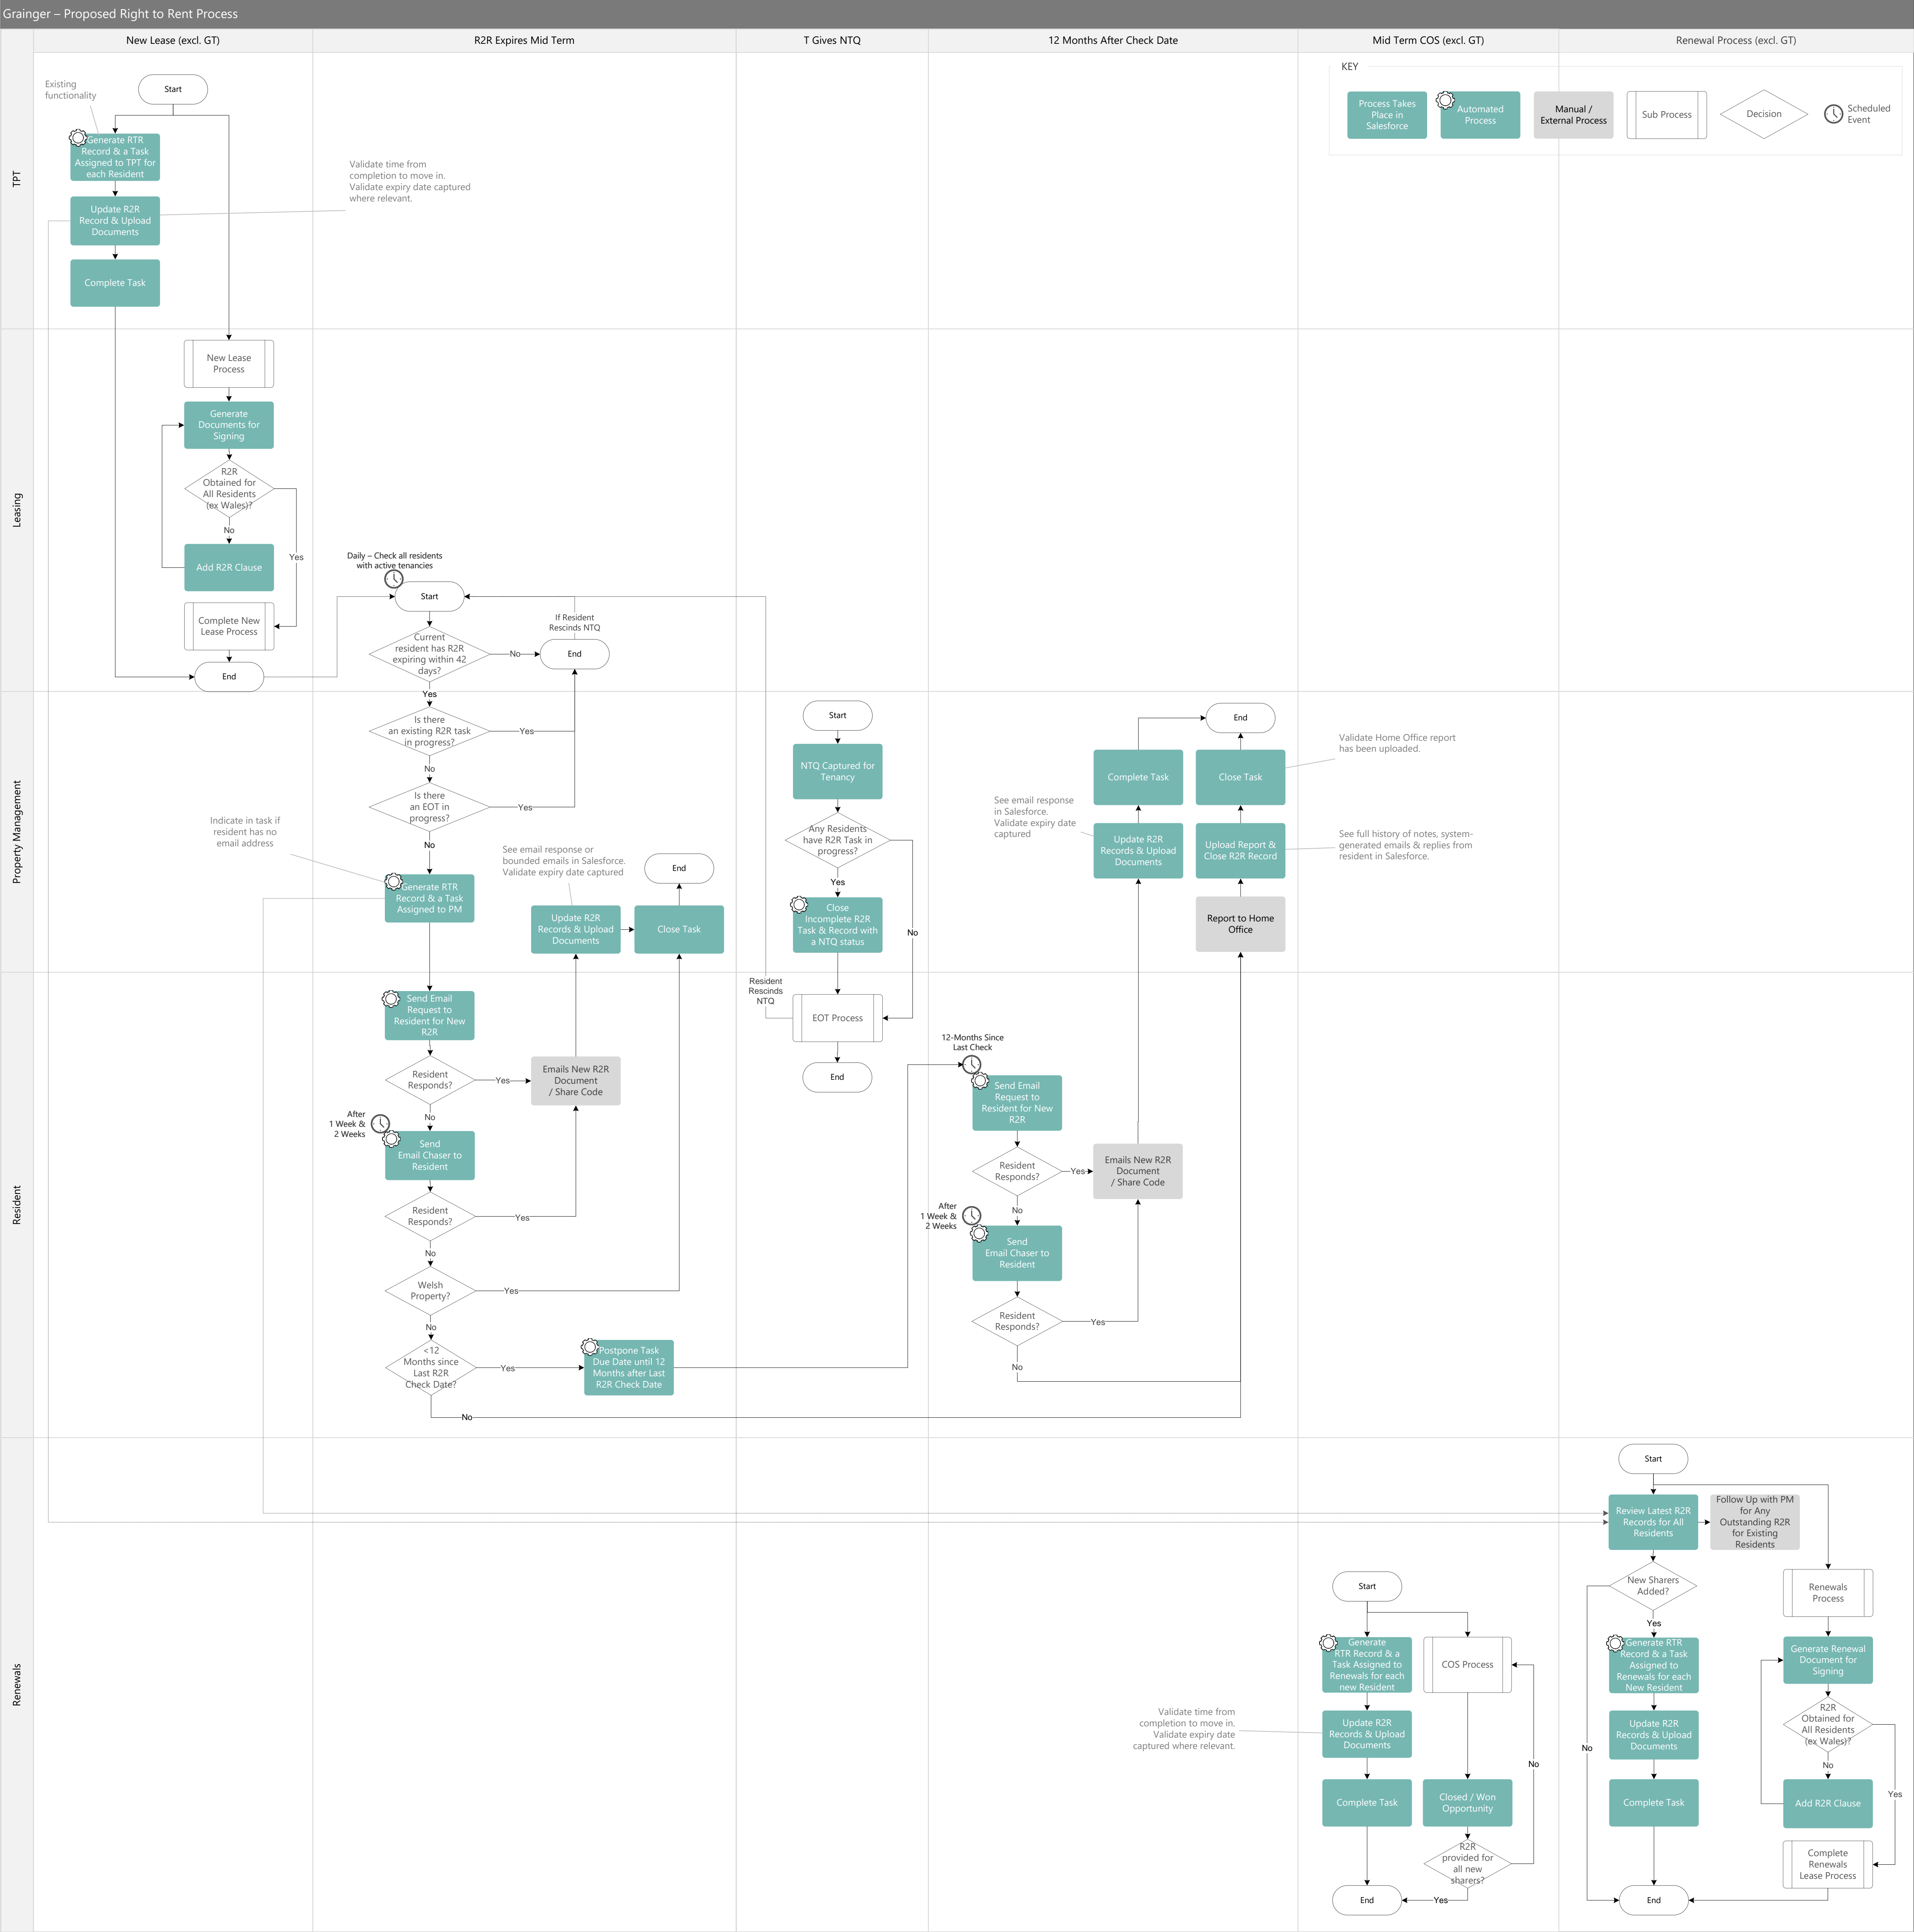 Grainger – Proposed Right to Rent Process
New Lease (excl. GT)
R2R Expires Mid Term
T Gives NTQ
12 Months After Check Date
Mid Term COS (excl. GT)
Renewal Process (excl. GT)
KEY
Process Takes
Place in
Salesforce
Automated
Process
Manual /
External Process
Sub Process
Decision
Scheduled
Event
TPT
Existing
functionality
Start
Generate RTR
Record & a Task
Assigned to TPT for
each Resident
Update R2R
Record & Upload
Documents
Complete Task
Validate time from
completion to move in.
Validate expiry date captured
where relevant.
Leasing
New Lease
Process
Generate
Documents for
Signing
R2R
Obtained for
All Residents
(ex Wales)?
No
Yes
Add R2R Clause
Complete New
Lease Process
End
Daily – Check all residents
with active tenancies
Start
If Resident
Rescinds NTQ
Current
resident has R2R
expiring within 42
days?
No
End
Yes
Property Management
Is there
an existing R2R task
in progress?
Yes
No
Is there
an EOT in
progress?
Yes
No
Indicate in task if
resident has no
email address
Generate RTR
Record & a Task
Assigned to PM
See email response or
bounded emails in Salesforce.
Validate expiry date captured
Update R2R
Records & Upload
Documents
Close Task
End
Start
NTQ Captured for
Tenancy
Any Residents
have R2R Task in
progress?
Yes
No
Close
Incomplete R2R
Task & Record with
a NTQ status
End
Complete Task
Close Task
Validate Home Office report
has been uploaded.
See email response
in Salesforce.
Validate expiry date
captured
Update R2R
Records & Upload
Documents
Upload Report &
Close R2R Record
See full history of notes, system-
generated emails & replies from
resident in Salesforce.
Report to Home
Office
Resident
Send Email
Request to
Resident for New
R2R
Resident
Responds?
Yes
No
Emails New R2R
Document
/ Share Code
After
1 Week &
2 Weeks
Send
Email Chaser to
Resident
Resident
Responds?
Yes
No
Welsh
Property?
Yes
No
<12
Months since
Last R2R
Check Date?
Yes
No
Postpone Task
Due Date until 12
Months after Last
R2R Check Date
Resident
Rescinds
NTQ
EOT Process
End
12-Months Since
Last Check
Send Email
Request to
Resident for New
R2R
Resident
Responds?
Yes
No
Emails New R2R
Document
/ Share Code
After
1 Week &
2 Weeks
Send
Email Chaser to
Resident
Resident
Responds?
Yes
No
Renewals
Start
Generate
RTR Record & a
Task Assigned to
Renewals for each
new Resident
COS Process
Validate time from
completion to move in.
Validate expiry date
captured where relevant.
Update R2R
Records & Upload
Documents
No
Complete Task
Closed / Won
Opportunity
R2R
provided for
all new
sharers?
Yes
End
Start
Review Latest R2R
Records for All
Residents
Follow Up with PM
for Any
Outstanding R2R
for Existing
Residents
New Sharers
Added?
Yes
No
Generate RTR
Record & a Task
Assigned to
Renewals for each
New Resident
Update R2R
Records & Upload
Documents
Complete Task
End
Renewals
Process
Generate Renewal
Document for
Signing
R2R
Obtained for
All Residents
(ex Wales)?
No
Yes
Add R2R Clause
Complete
Renewals
Lease Process